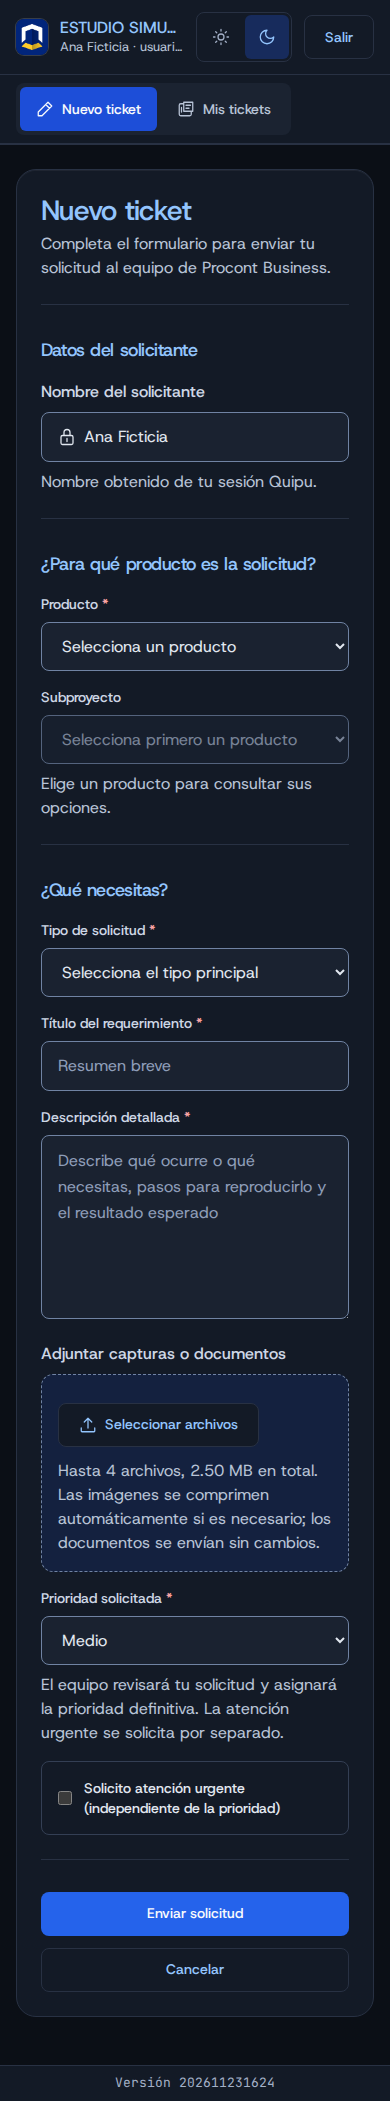 ESTUDIO SIMU...
Ana Ficticia · usuari...
Salir
Nuevo ticket
Mis tickets
Nuevo ticket
Completa el formulario para enviar tu
solicitud al equipo de Procont Business.
Datos del solicitante
Nombre del solicitante
Ana Ficticia
Nombre obtenido de tu sesión Quipu.
¿Para qué producto es la solicitud?
Producto *
Selecciona un producto
Subproyecto
Selecciona primero un producto
Elige un producto para consultar sus
opciones.
¿Qué necesitas?
Tipo de solicitud *
Selecciona el tipo principal
Título del requerimiento *
Resumen breve
Descripción detallada *
Describe qué ocurre o qué
necesitas, pasos para reproducirlo y
el resultado esperado
Adjuntar capturas o documentos
Seleccionar archivos
Hasta 4 archivos, 2.50 MB en total.
Las imágenes se comprimen
automáticamente si es necesario; los
documentos se envían sin cambios.
Prioridad solicitada *
Medio
El equipo revisará tu solicitud y asignará
la prioridad definitiva. La atención
urgente se solicita por separado.
Solicito atención urgente
(independiente de la prioridad)
Enviar solicitud
Cancelar
Versión 202611231624